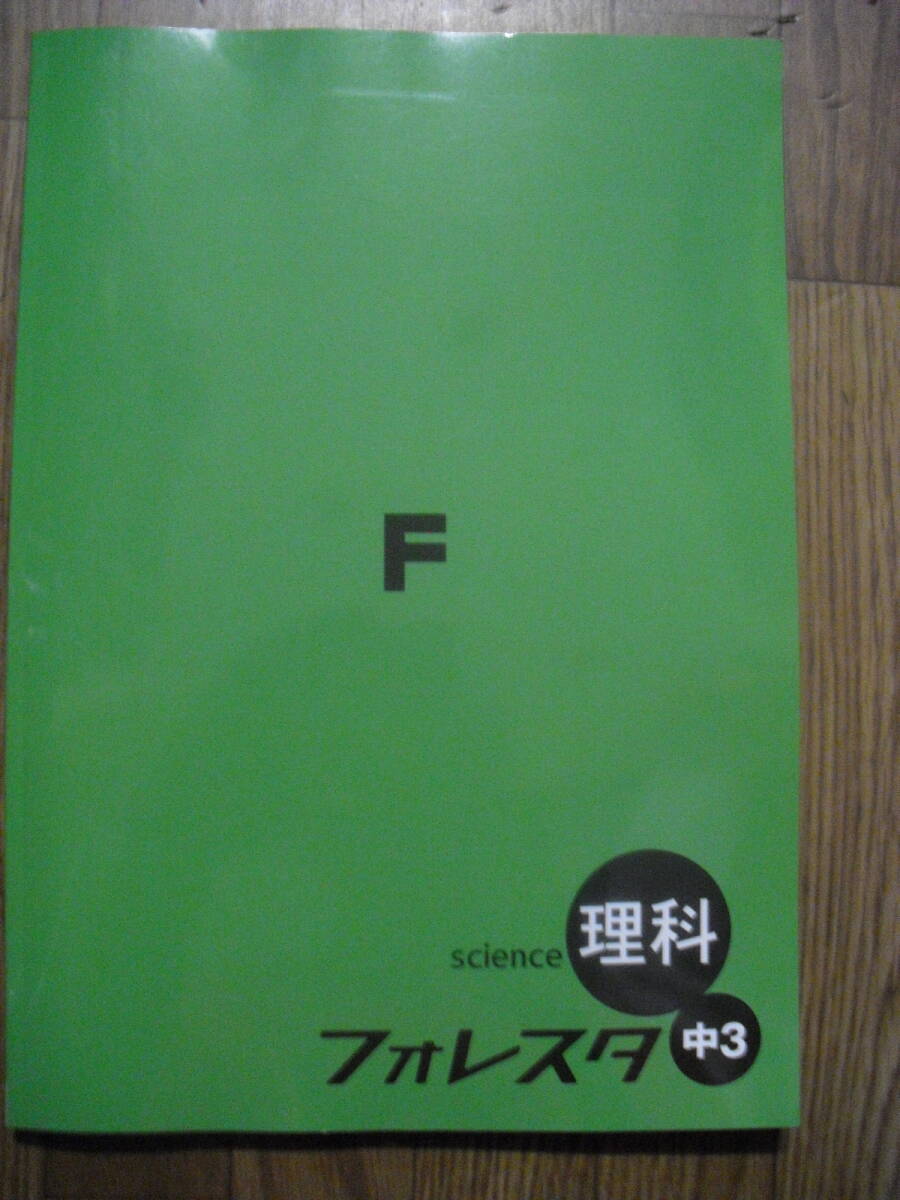 F
science 理科
フォレスタ 中3